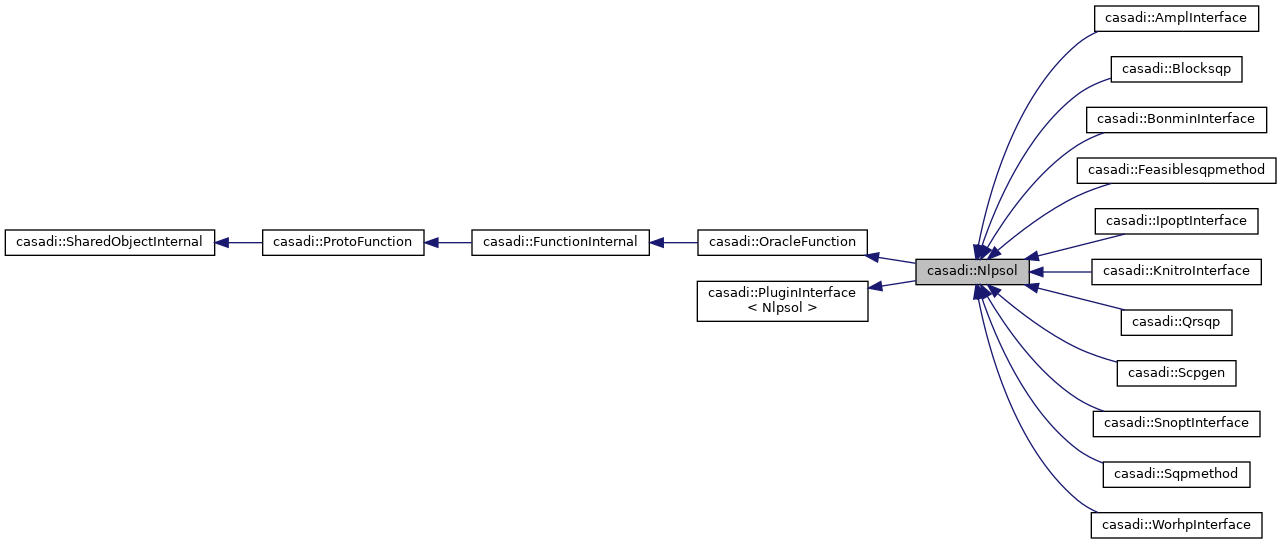 casadi::AmplInterface
casadi::Blocksqp
casadi::BonminInterface
casadi::Feasiblesqpmethod
casadi::IpoptInterface
casadi::SharedObjectInternal
casadi::ProtoFunction
casadi::FunctionInternal
casadi::OracleFunction
casadi::Nlpsol
casadi::KnitroInterface
casadi::PluginInterface
< Nlpsol >
casadi::Qrsqp
casadi::Scpgen
casadi::SnoptInterface
casadi::Sqpmethod
casadi::WorhpInterface